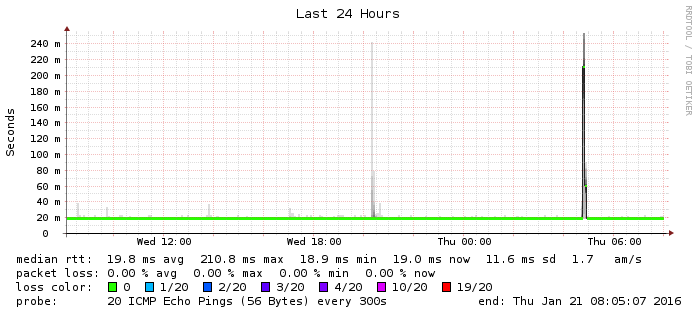 Last 24 Hours
RRDTOOL / TOBI OETIKER
Seconds
240 m
220 m
200 m
180 m
160 m
140 m
120 m
100 m
80 m
60 m
40 m
20 m
0
Wed 12:00 Wed 18:00 Thu 00:00 Thu 06:00
median rtt: 19.8 ms avg 210.8 ms max 18.9 ms min 19.0 ms now 11.6 ms sd 1.7 am/s
packet loss: 0.00 % avg 0.00 % max 0.00 % min 0.00 % now
loss color: 0 1/20 2/20 3/20 4/20 10/20 19/20
probe: 20 ICMP Echo Pings (56 Bytes) every 300s end: Thu Jan 21 08:05:07 2016